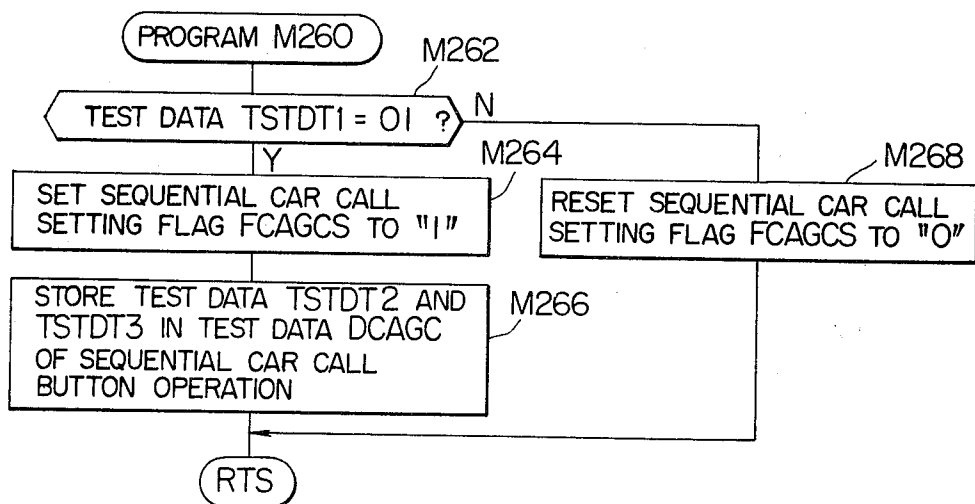 PROGRAM M260
M262
TEST DATA TSTDT1 = 01 ?
N
Y
M264
SET SEQUENTIAL CAR CALL
SETTING FLAG FCAGCS TO "1"
M268
RESET SEQUENTIAL CAR CALL
SETTING FLAG FCAGCS TO "0"
STORE TEST DATA TSTDT2 AND
TSTDT3 IN TEST DATA DCAGC
OF SEQUENTIAL CAR CALL
BUTTON OPERATION
M266
RTS